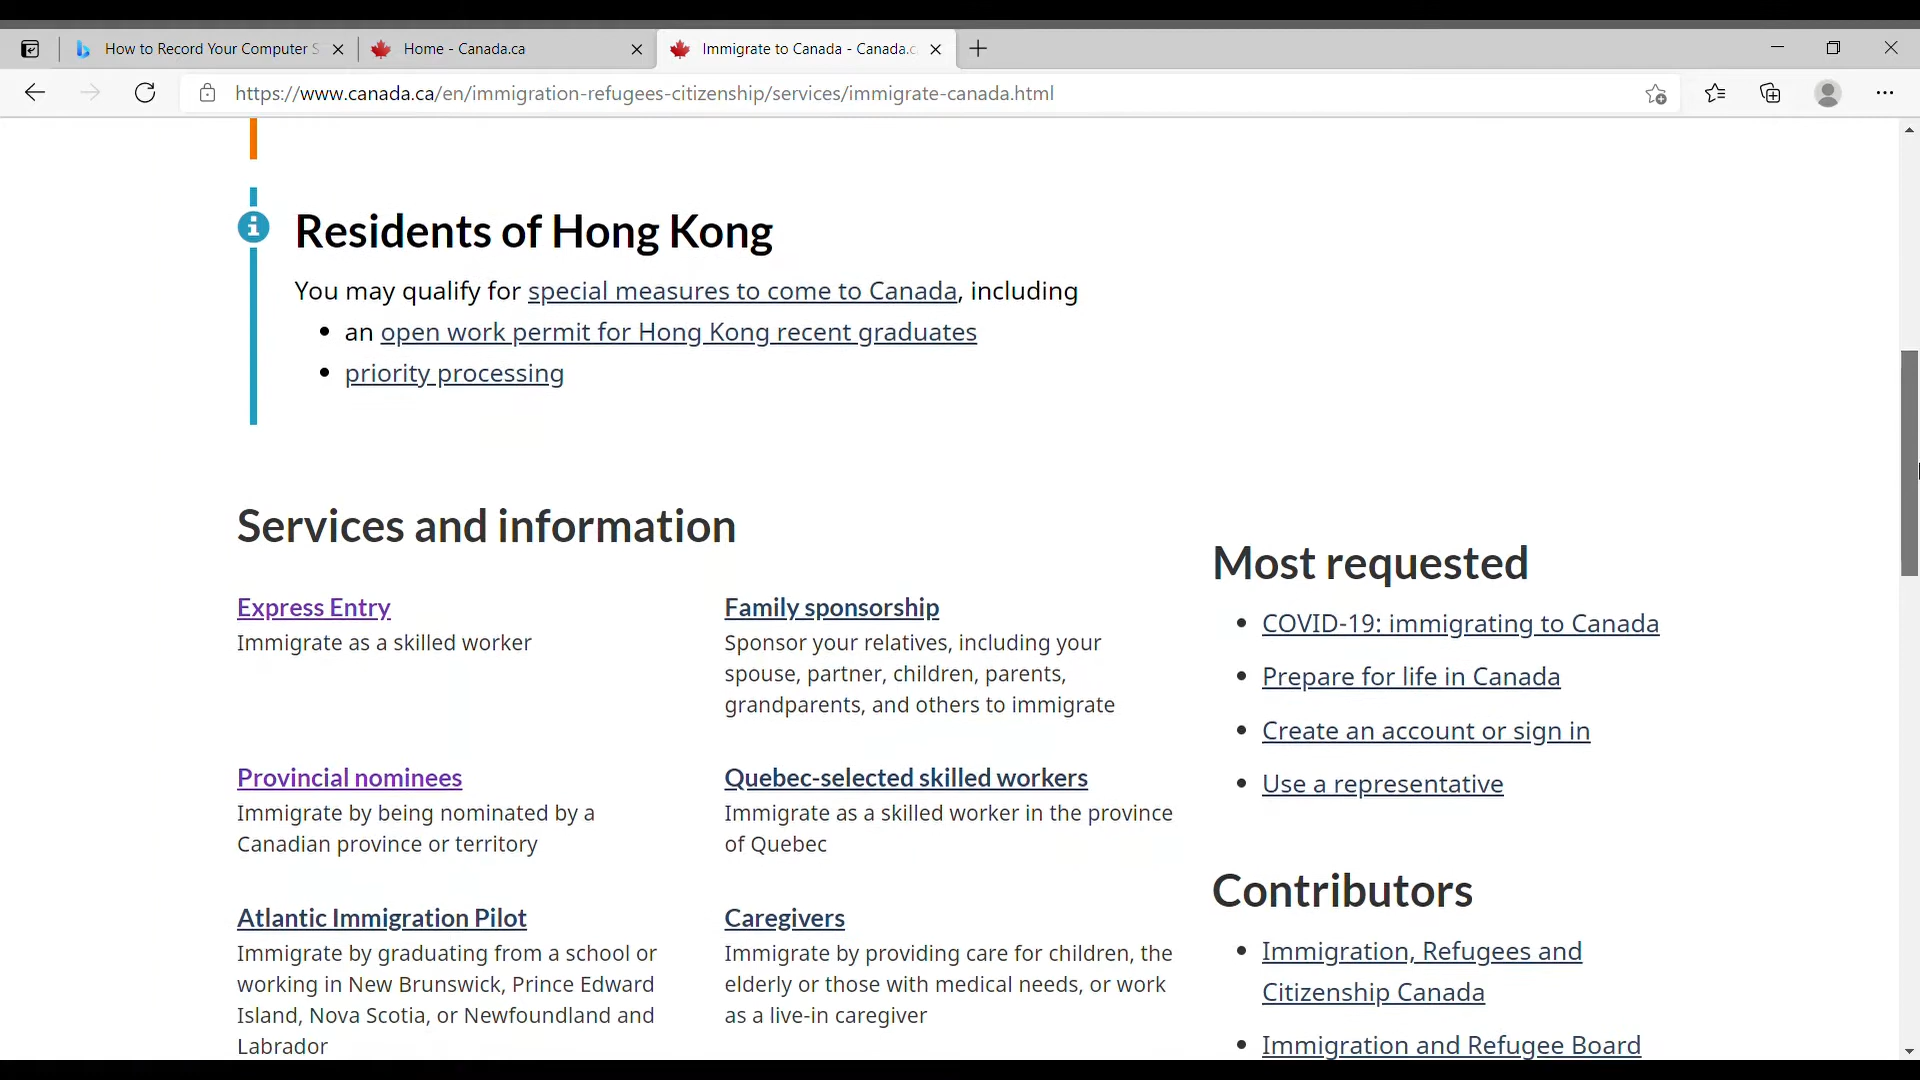 How to Record Your Computer S
Home - Canada.ca
Immigrate to Canada - Canada.c
https://www.canada.ca/en/immigration-refugees-citizenship/services/immigrate-canada.html
Residents of Hong Kong
You may qualify for special measures to come to Canada, including
• an open work permit for Hong Kong recent graduates
• priority processing
Services and information
Express Entry
Immigrate as a skilled worker
Family sponsorship
Sponsor your relatives, including your
spouse, partner, children, parents,
grandparents, and others to immigrate
Provincial nominees
Immigrate by being nominated by a
Canadian province or territory
Quebec-selected skilled workers
Immigrate as a skilled worker in the province
of Quebec
Atlantic Immigration Pilot
Immigrate by graduating from a school or
working in New Brunswick, Prince Edward
Island, Nova Scotia, or Newfoundland and
Labrador
Caregivers
Immigrate by providing care for children, the
elderly or those with medical needs, or work
as a live-in caregiver
Most requested
• COVID-19: immigrating to Canada
• Prepare for life in Canada
• Create an account or sign in
• Use a representative
Contributors
• Immigration, Refugees and
Citizenship Canada
• Immigration and Refugee Board